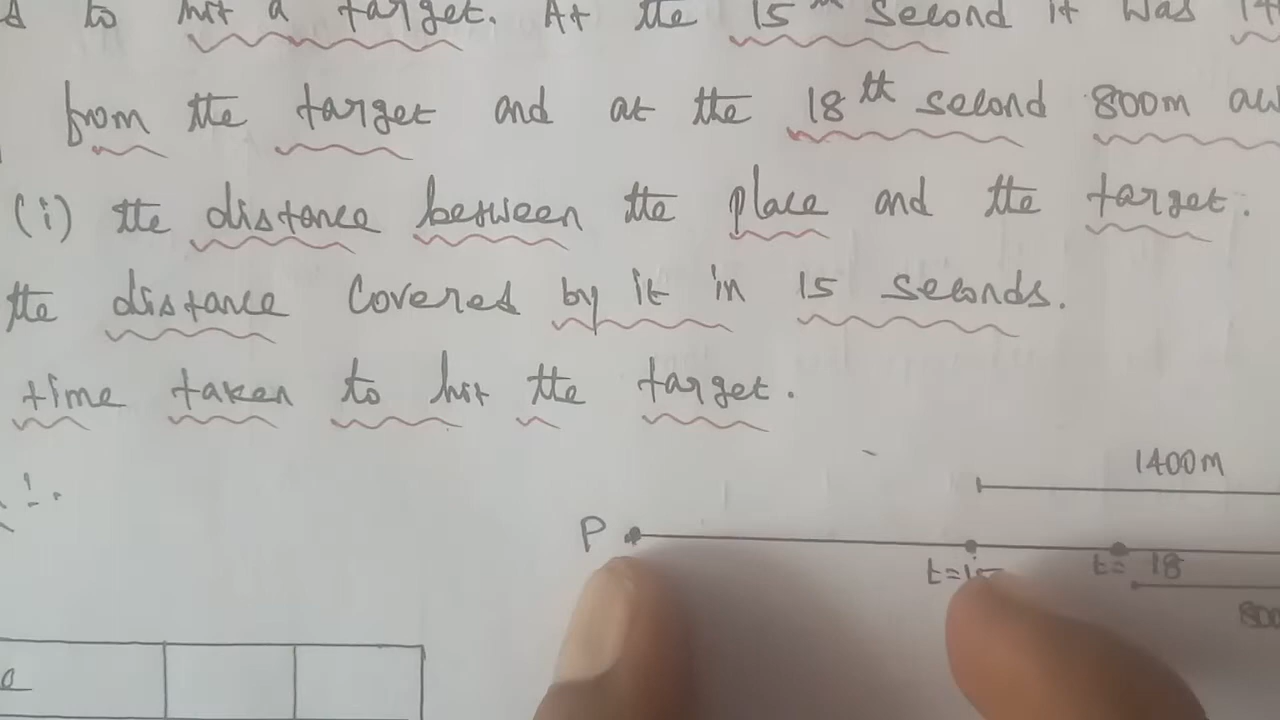 to hit a target. At the 15th second it was
from the target and at the 18th second 800m
(i) the distance between the place and the target.
the distance covered by it in 15 seconds.
time taken to hit the target.
1400m
P
t=15
t= 18